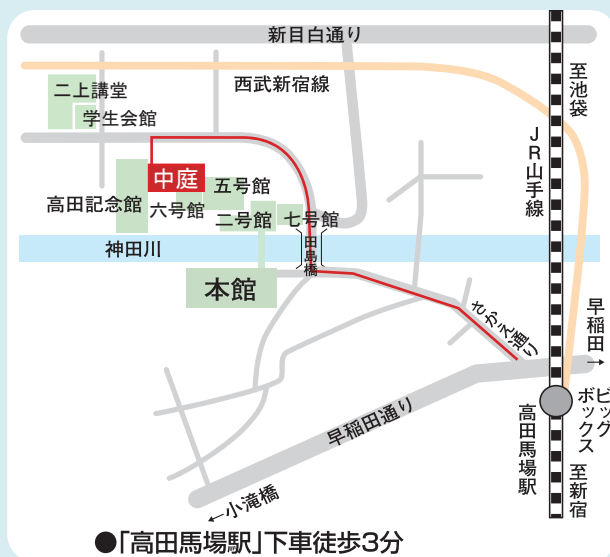 新目白通り
西武新宿線
至池袋
JR山手線
二上講堂
学生会館
中庭
五号館
高田記念館
六号館
二号館
七号館
田島橋
神田川
本館
さかえ通り
早稲田
→
早稲田通り
ビッグ
ボックス
高田馬場駅
至新宿
←小滝橋
●「高田馬場駅」下車徒歩3分